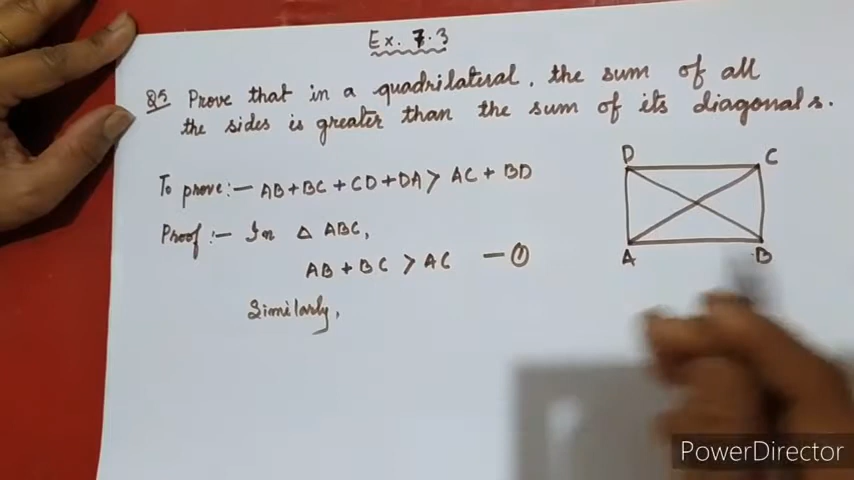 Ex. 7.3
Q5 Prove that in a quadrilateral, the sum of all
the sides is greater than the sum of its diagonals.
To prove:- AB+BC+CD+DA > AC+BD
Proof:- In △ ABC,
AB+BC > AC —①
Similarly,
D C
A B
PowerDirector